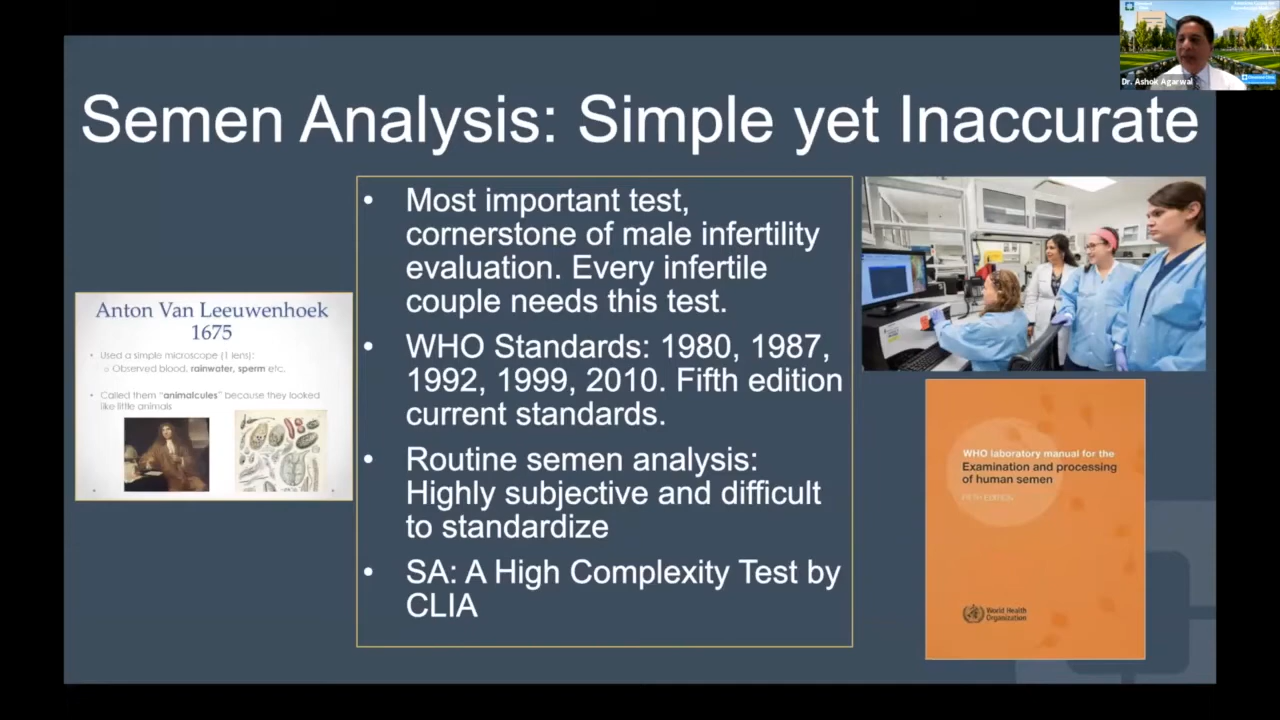 Semen Analysis: Simple yet Inaccurate
• Most important test,
cornerstone of male infertility
evaluation. Every infertile
couple needs this test.
• WHO Standards: 1980, 1987,
1992, 1999, 2010. Fifth edition
current standards.
• Routine semen analysis:
Highly subjective and difficult
to standardize
• SA: A High Complexity Test by
CLIA
Anton Van Leeuwenhoek
1675
• Used a simple microscope (1 lens):
Observed blood, rainwater, sperm etc.
• Called them “animalcules” because they looked
like little animals
WHO laboratory manual for the
Examination and processing
of human semen
FIFTH EDITION
World Health
Organization
Dr. Ashok Agarwal